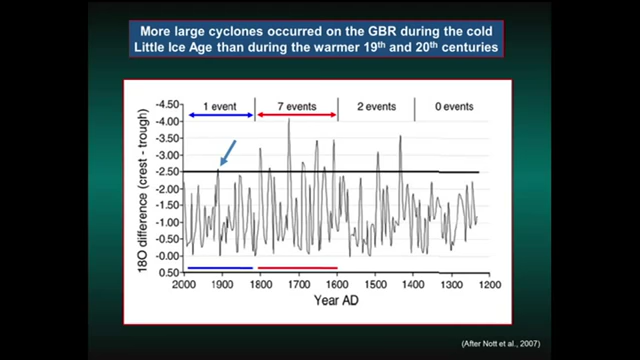 More large cyclones occurred on the GBR during the cold
Little Ice Age than during the warmer 19th and 20th centuries
1 event 7 events 2 events 0 events
-4.50
-4.00
-3.50
-3.00
-2.50
-2.00
-1.50
-1.00
-0.50
-0.00
0.50
18O difference (crest - trough)
2000 1900 1800 1700 1600 1500 1400 1300 1200
Year AD
(After Nott et al., 2007)